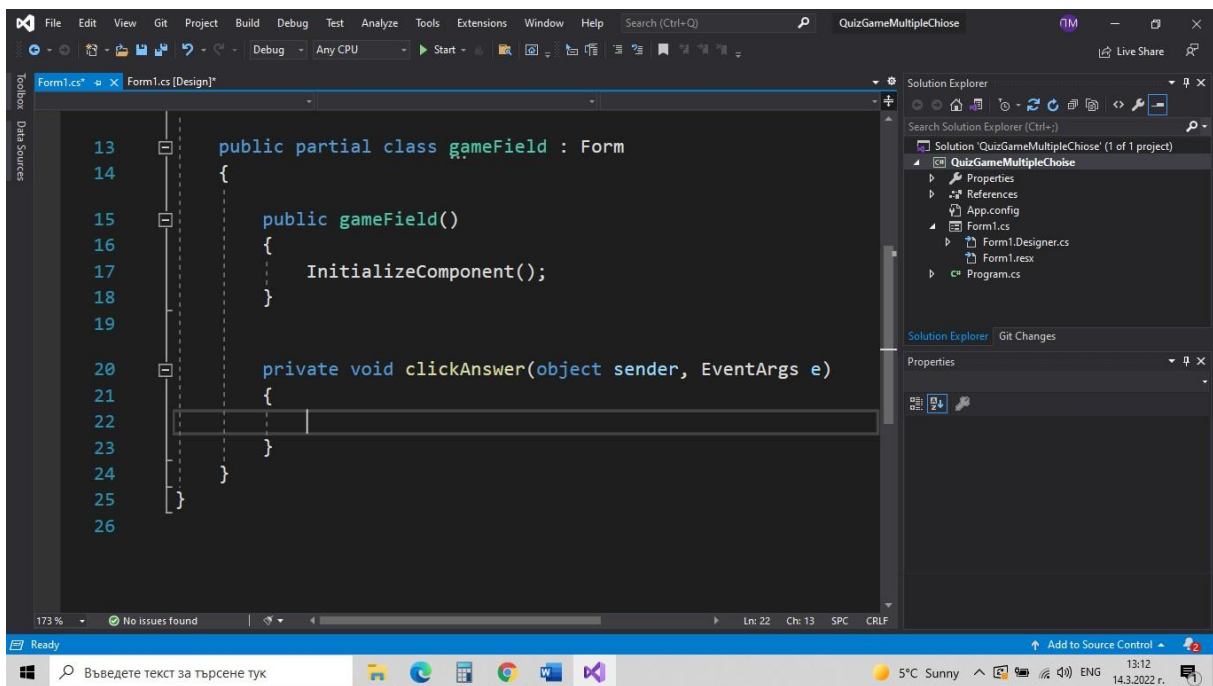 File Edit View Git Project Build Debug Test Analyze Tools Extensions Window Help Search (Ctrl+Q) QuizGameMultipleChiose ПМ
Debug Any CPU Start Live Share
Toolbox
Data Sources
Form1.cs* Form1.cs [Design]*
13 public partial class gameField : Form
14 {
15 public gameField()
16 {
17 InitializeComponent();
18 }
19
20 private void clickAnswer(object sender, EventArgs e)
21 {
22
23 }
24 }
25 }
26
173 % No issues found Ln: 22 Ch: 13 SPC CRLF
Solution Explorer
Search Solution Explorer (Ctrl+;)
Solution 'QuizGameMultipleChiose' (1 of 1 project)
C# QuizGameMultipleChoise
Properties
References
App.config
Form1.cs
Form1.Designer.cs
Form1.resx
C# Program.cs
Solution Explorer Git Changes
Properties
Ready Add to Source Control 2
Въведете текст за търсене тук 5°C Sunny ENG 13:12
14.3.2022 г. 1